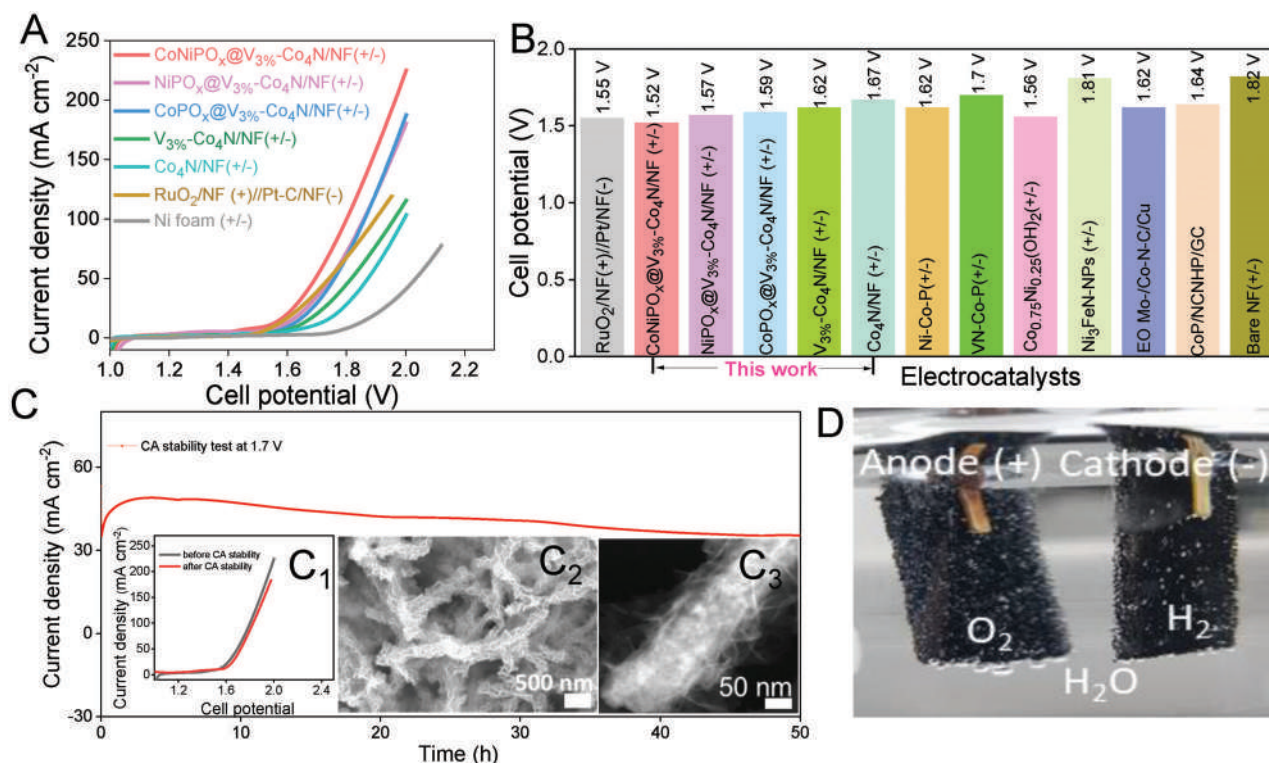 A
Current density (mA cm⁻²)
250
200
150
100
50
0
CoNiPOₓ@V₃%-Co₄N/NF(+/-)
NiPOₓ@V₃%-Co₄N/NF(+/-)
CoPOₓ@V₃%-Co₄N/NF(+/-)
V₃%-Co₄N/NF(+/-)
Co₄N/NF(+/-)
RuO₂/NF (+)//Pt-C/NF(-)
Ni foam (+/-)
1.0 1.2 1.4 1.6 1.8 2.0 2.2
Cell potential (V)
B
Cell potential (V)
2.0
1.5
1.0
0.5
0.0
1.55 V
1.52 V
1.57 V
1.59 V
1.62 V
1.67 V
1.62 V
1.7 V
1.56 V
1.81 V
1.62 V
1.64 V
1.82 V
RuO₂/NF(+)//Pt/NF(-)
CoNiPOₓ@V₃%-Co₄N/NF (+/-)
NiPOₓ@V₃%-Co₄N/NF (+/-)
CoPOₓ@V₃%-Co₄N/NF (+/-)
V₃%-Co₄N/NF (+/-)
Co₄N/NF (+/-)
Ni-Co-P(+/-)
VN-Co-P(+/-)
Co₀.₇₅Ni₀.₂₅(OH)₂(+/-)
Ni₃FeN-NPs (+/-)
EO Mo-/Co-N-C/Cu
CoP/NCNHP/GC
Bare NF(+/-)
This work
Electrocatalysts
C
Current density (mA cm⁻²)
60
30
0
-30
CA stability test at 1.7 V
0 10 20 30 40 50
Time (h)
C₁
Current density (mA cm⁻²)
250
200
150
100
50
0
before CA stability
after CA stability
1.2 1.6 2.0 2.4
Cell potential
C₂
500 nm
C₃
50 nm
D
Anode (+) Cathode (-)
O₂
H₂
H₂O